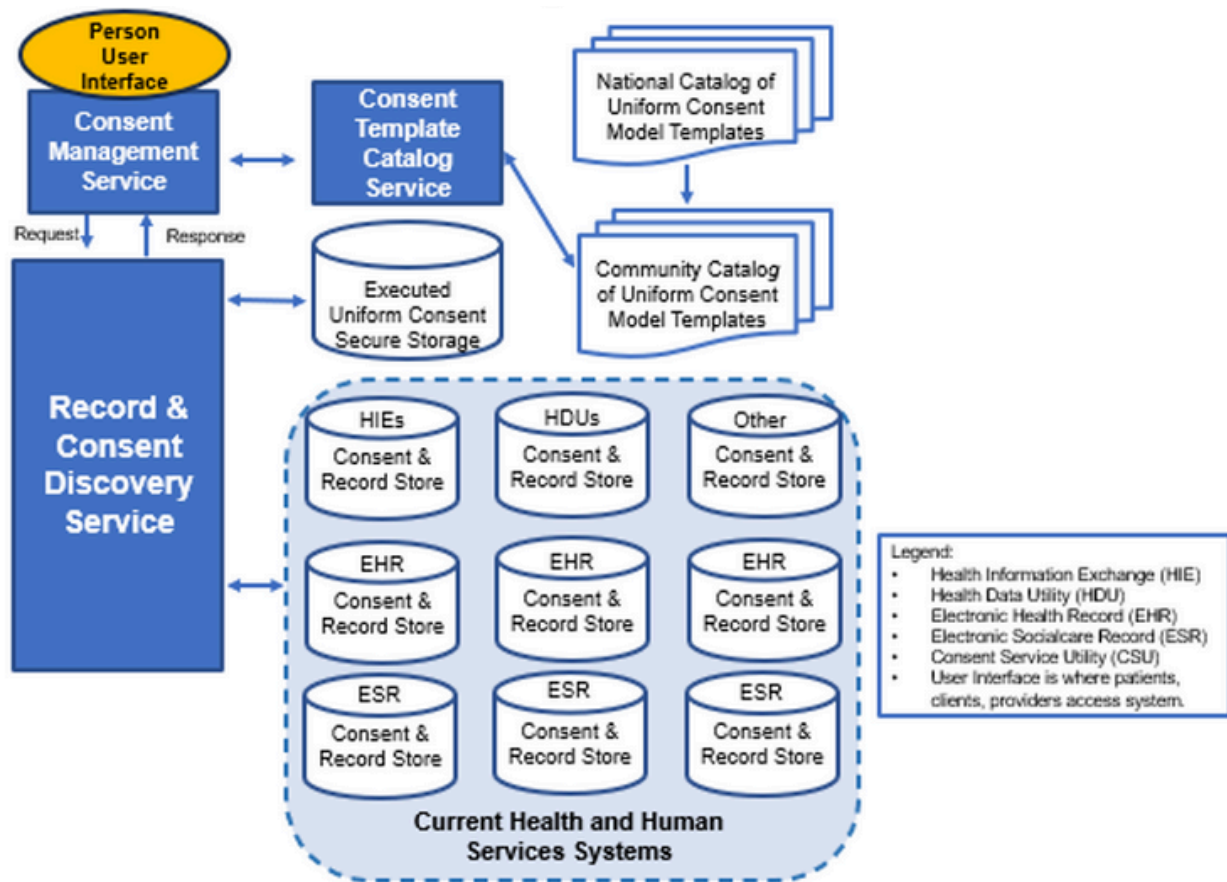 Person
User
Interface
Consent
Management
Service
Consent
Template
Catalog
Service
National Catalog of
Uniform Consent
Model Templates
Request
Response
Executed
Uniform Consent
Secure Storage
Community Catalog
of Uniform Consent
Model Templates
Record &
Consent
Discovery
Service
HIEs
Consent &
Record Store
HDUs
Consent &
Record Store
Other
Consent &
Record Store
EHR
Consent &
Record Store
EHR
Consent &
Record Store
EHR
Consent &
Record Store
ESR
Consent &
Record Store
ESR
Consent &
Record Store
ESR
Consent &
Record Store
Current Health and Human
Services Systems
Legend:
• Health Information Exchange (HIE)
• Health Data Utility (HDU)
• Electronic Health Record (EHR)
• Electronic Socialcare Record (ESR)
• Consent Service Utility (CSU)
• User Interface is where patients,
clients, providers access system.